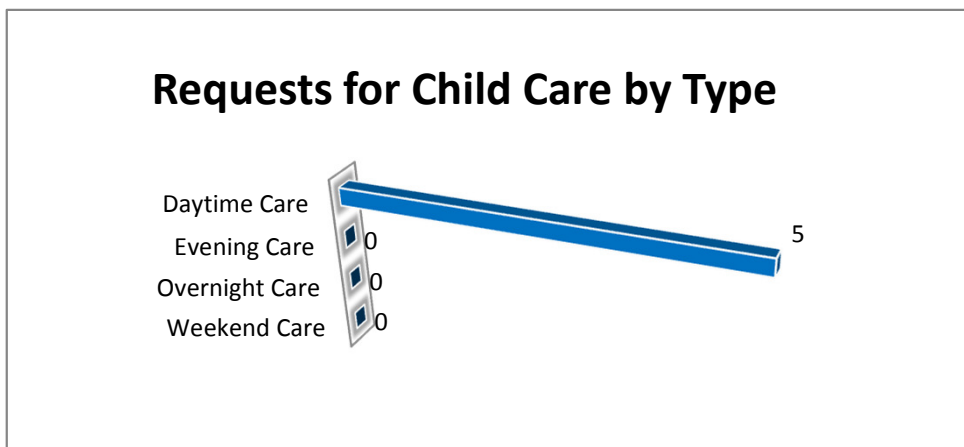 Requests for Child Care by Type
Daytime Care
5
Evening Care 0
Overnight Care 0
Weekend Care 0